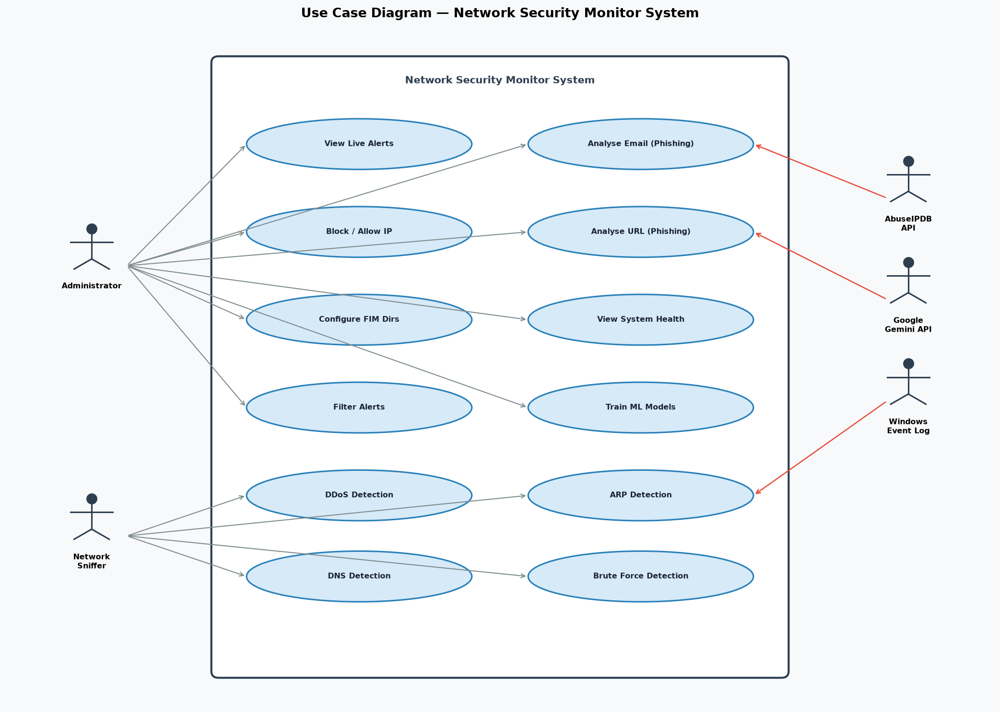 Use Case Diagram — Network Security Monitor System
Network Security Monitor System
View Live Alerts
Analyse Email (Phishing)
AbuseIPDB
API
Block / Allow IP
Analyse URL (Phishing)
Administrator
Google
Gemini API
Configure FIM Dirs
View System Health
Filter Alerts
Train ML Models
Windows
Event Log
DDoS Detection
ARP Detection
Network
Sniffer
DNS Detection
Brute Force Detection